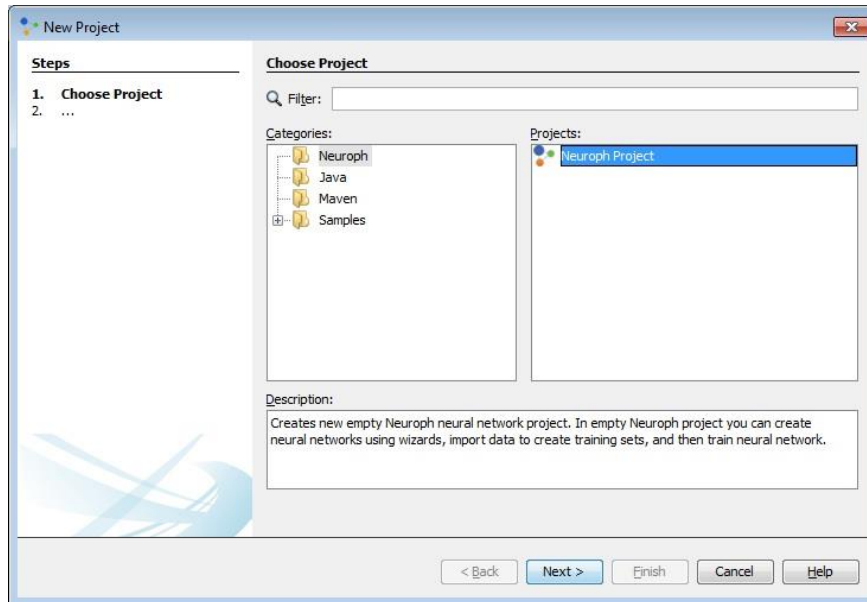 New Project
Steps
1. Choose Project
2. ...
Choose Project
Filter:
Categories:
Neuroph
Java
Maven
Samples
Projects:
Neuroph Project
Description:
Creates new empty Neuroph neural network project. In empty Neuroph project you can create
neural networks using wizards, import data to create training sets, and then train neural network.
< Back
Next >
Finish
Cancel
Help